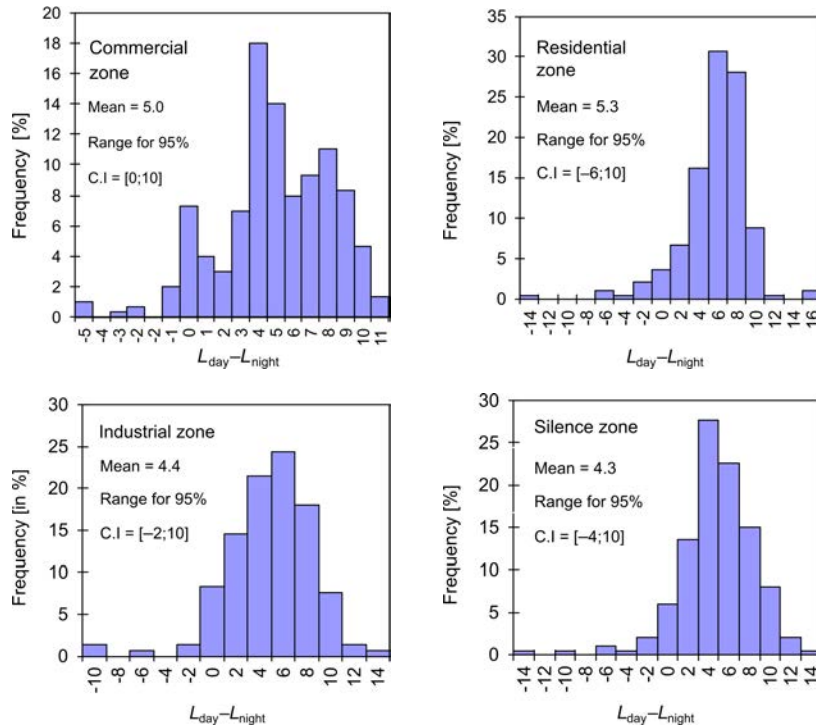 20
18
16
14
12
10
8
6
4
2
0
Frequency [%]
Commercial
zone
Mean = 5.0
Range for 95%
C.I = [0;10]
-5 -4 -3 -2 -2 -1 0 1 2 3 4 5 6 7 8 9 10 11
Lday–Lnight
35
30
25
20
15
10
5
0
Frequency [%]
Residential
zone
Mean = 5.3
Range for 95%
C.I = [–6;10]
-14 -10 -8 -6 -4 -2 0 2 4 6 8 10 12 14 16
Lday–Lnight
30
25
20
15
10
5
0
Frequency [in %]
Industrial zone
Mean = 4.4
Range for 95%
C.I = [–2;10]
-10 -8 -6 -4 -2 0 2 4 6 8 10 12 14
Lday–Lnight
30
25
20
15
10
5
0
Frequency [%]
Silence zone
Mean = 4.3
Range for 95%
C.I = [–4;10]
-14 -10 -8 -6 -4 -2 0 2 4 6 8 10 12 14
Lday–Lnight